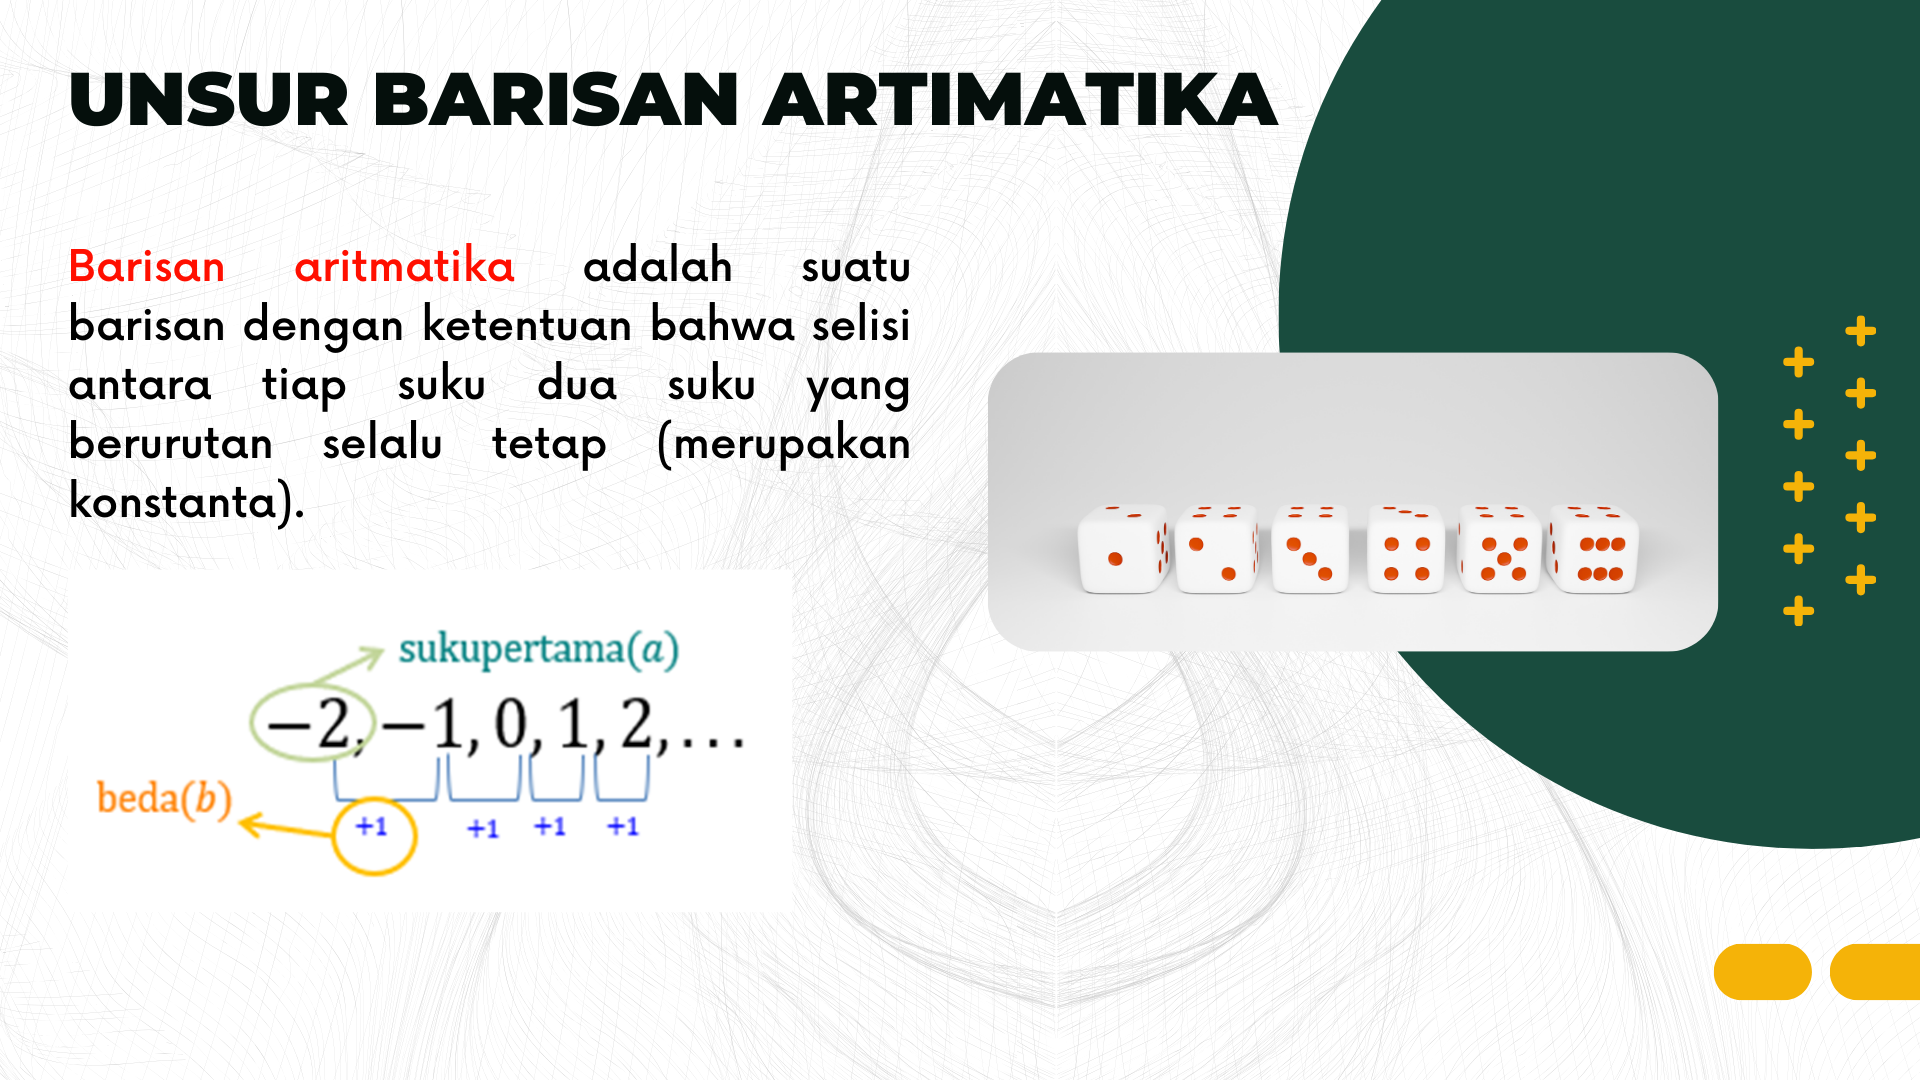 UNSUR BARISAN ARTIMATIKA
Barisan aritmatika adalah suatu
barisan dengan ketentuan bahwa selisi
antara tiap suku dua suku yang
berurutan selalu tetap (merupakan
konstanta).
sukupertama(a)
−2, −1, 0, 1, 2, . . .
beda(b)
+1 +1 +1 +1